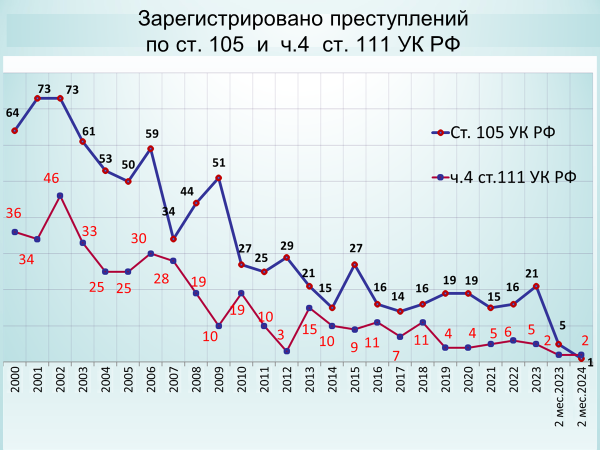 Зарегистрировано преступлений
по ст. 105 и ч.4 ст. 111 УК РФ
Ст. 105 УК РФ
ч.4 ст.111 УК РФ
64 73 73 61 53 50 59 34 44 51 27 25 29 21 15 27 16 14 16 19 19 15 16 21 5 1
36 34 46 33 25 25 30 28 19 10 19 10 3 15 10 9 11 7 11 4 4 5 6 5 2 2
2000 2001 2002 2003 2004 2005 2006 2007 2008 2009 2010 2011 2012 2013 2014 2015 2016 2017 2018 2019 2020 2021 2022 2023 2 мес.2023 2 мес.2024